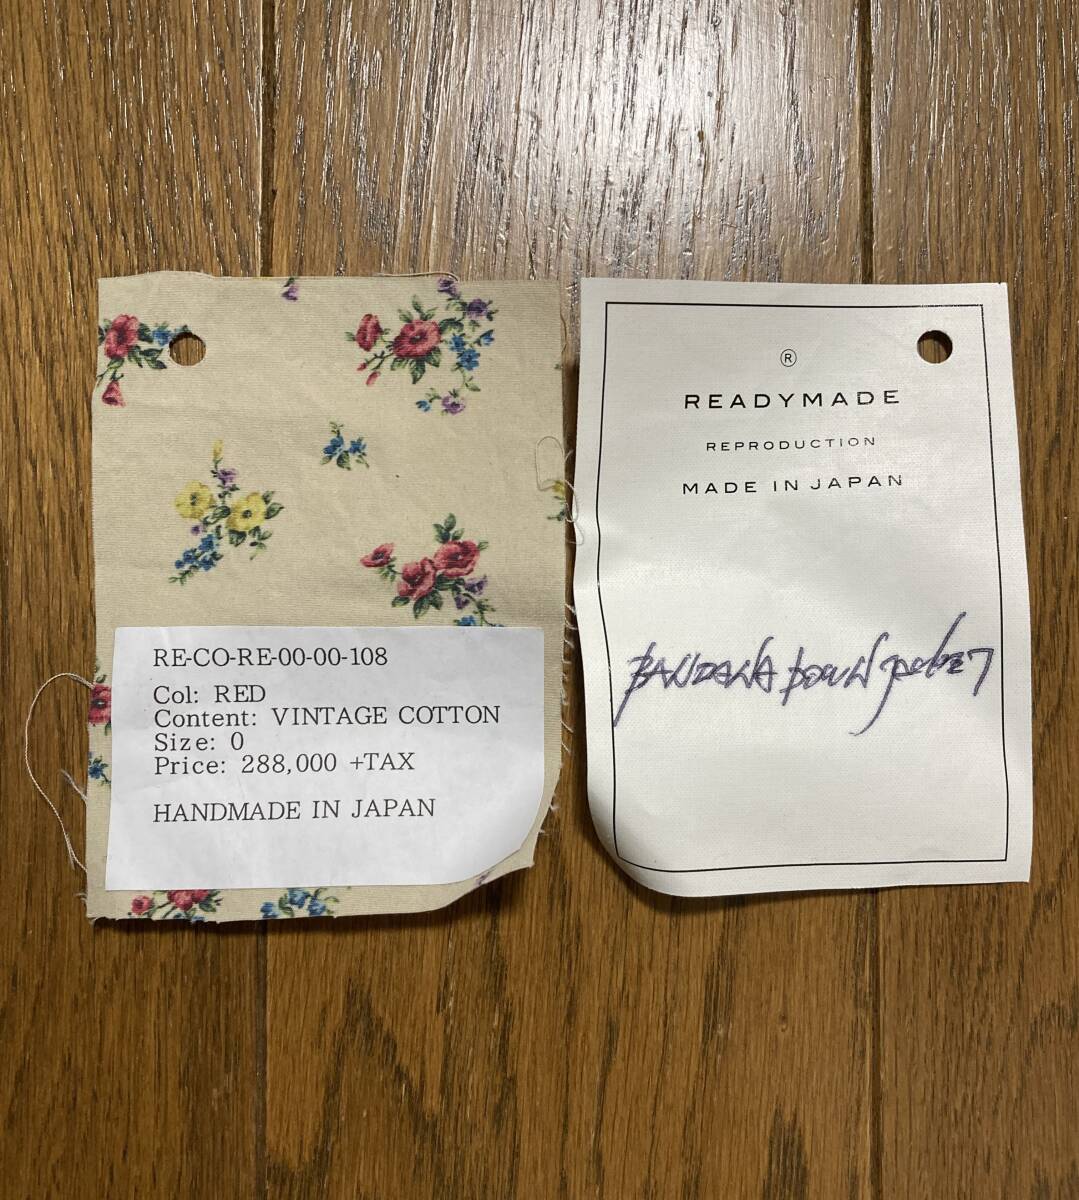 RE-CO-RE-00-00-108
Col: RED
Content: VINTAGE COTTON
Size: 0
Price: 288,000 +TAX
HANDMADE IN JAPAN
®
READYMADE
REPRODUCTION
MADE IN JAPAN
BANDANA DOWN JACKET